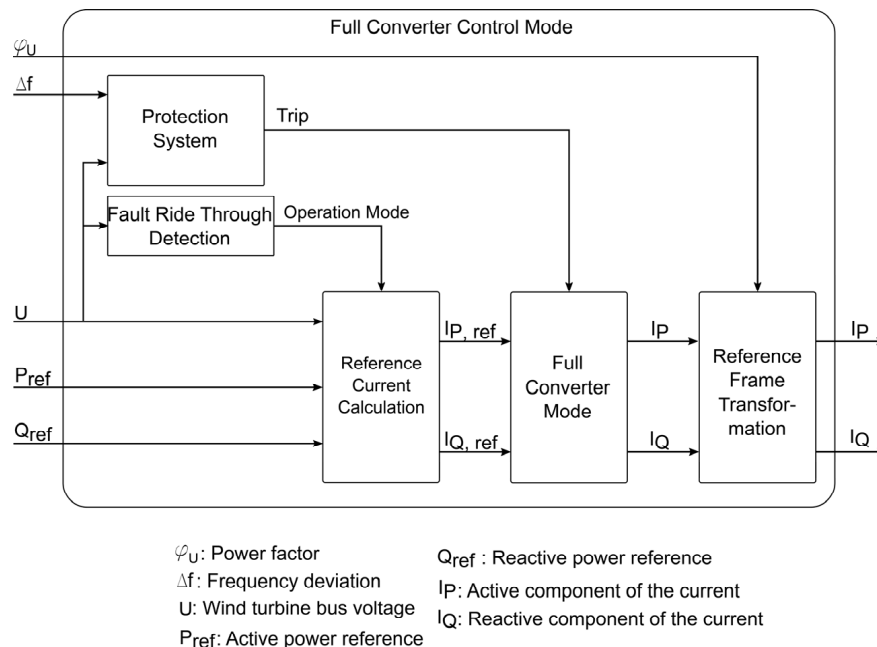 Full Converter Control Mode
φU
Δf
Protection
System
Trip
Fault Ride Through
Detection
Operation Mode
U
Pref
Qref
Reference
Current
Calculation
IP, ref
IQ, ref
Full
Converter
Mode
IP
IQ
Reference
Frame
Transfor-
mation
IP
IQ
φU: Power factor
Δf: Frequency deviation
U: Wind turbine bus voltage
Pref: Active power reference
Qref : Reactive power reference
IP: Active component of the current
IQ: Reactive component of the current